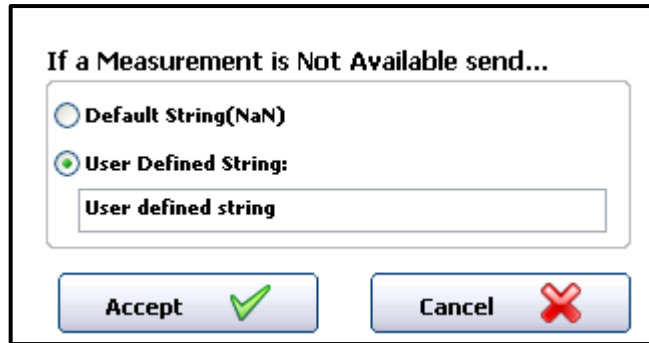 If a Measurement is Not Available send...
Default String(NaN)
User Defined String:
User defined string
Accept
Cancel